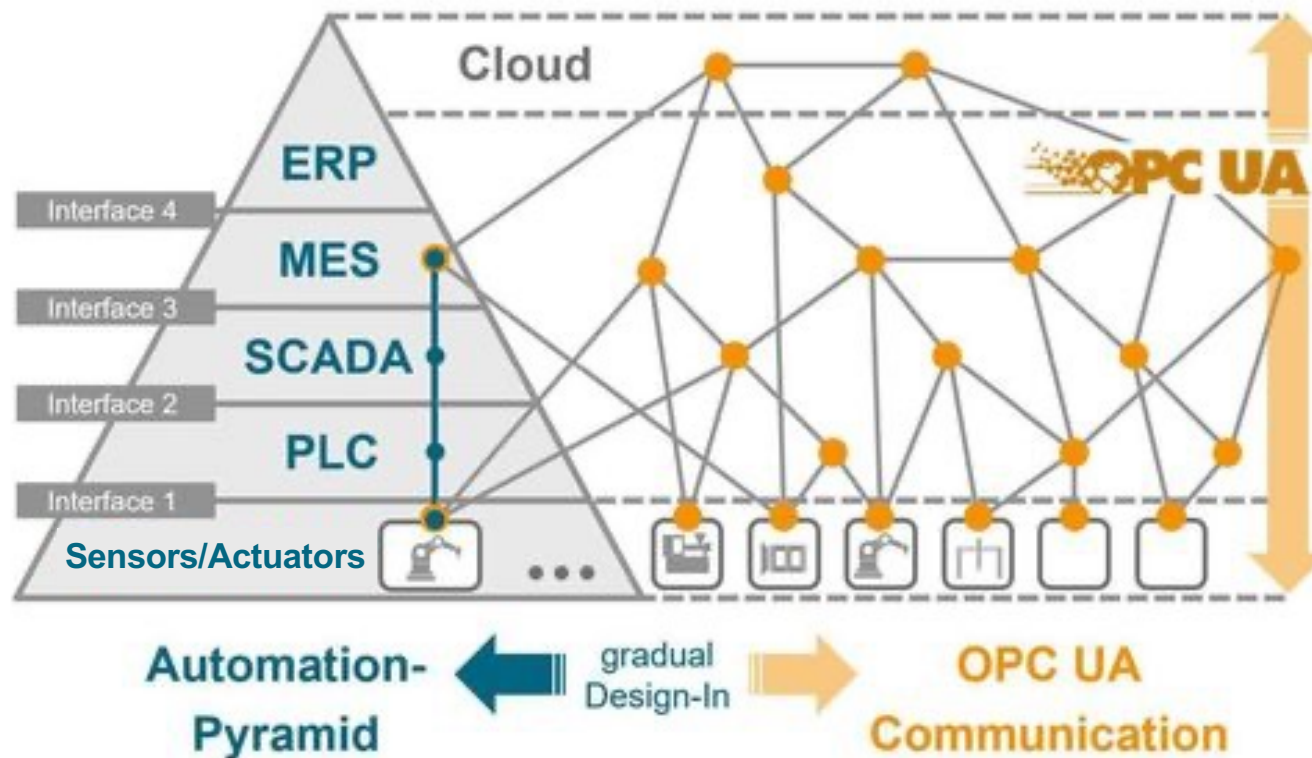 Cloud
ERP
OPC UA
Interface 4
MES
Interface 3
SCADA
Interface 2
PLC
Interface 1
Sensors/Actuators
Automation-
Pyramid
gradual
Design-In
OPC UA
Communication